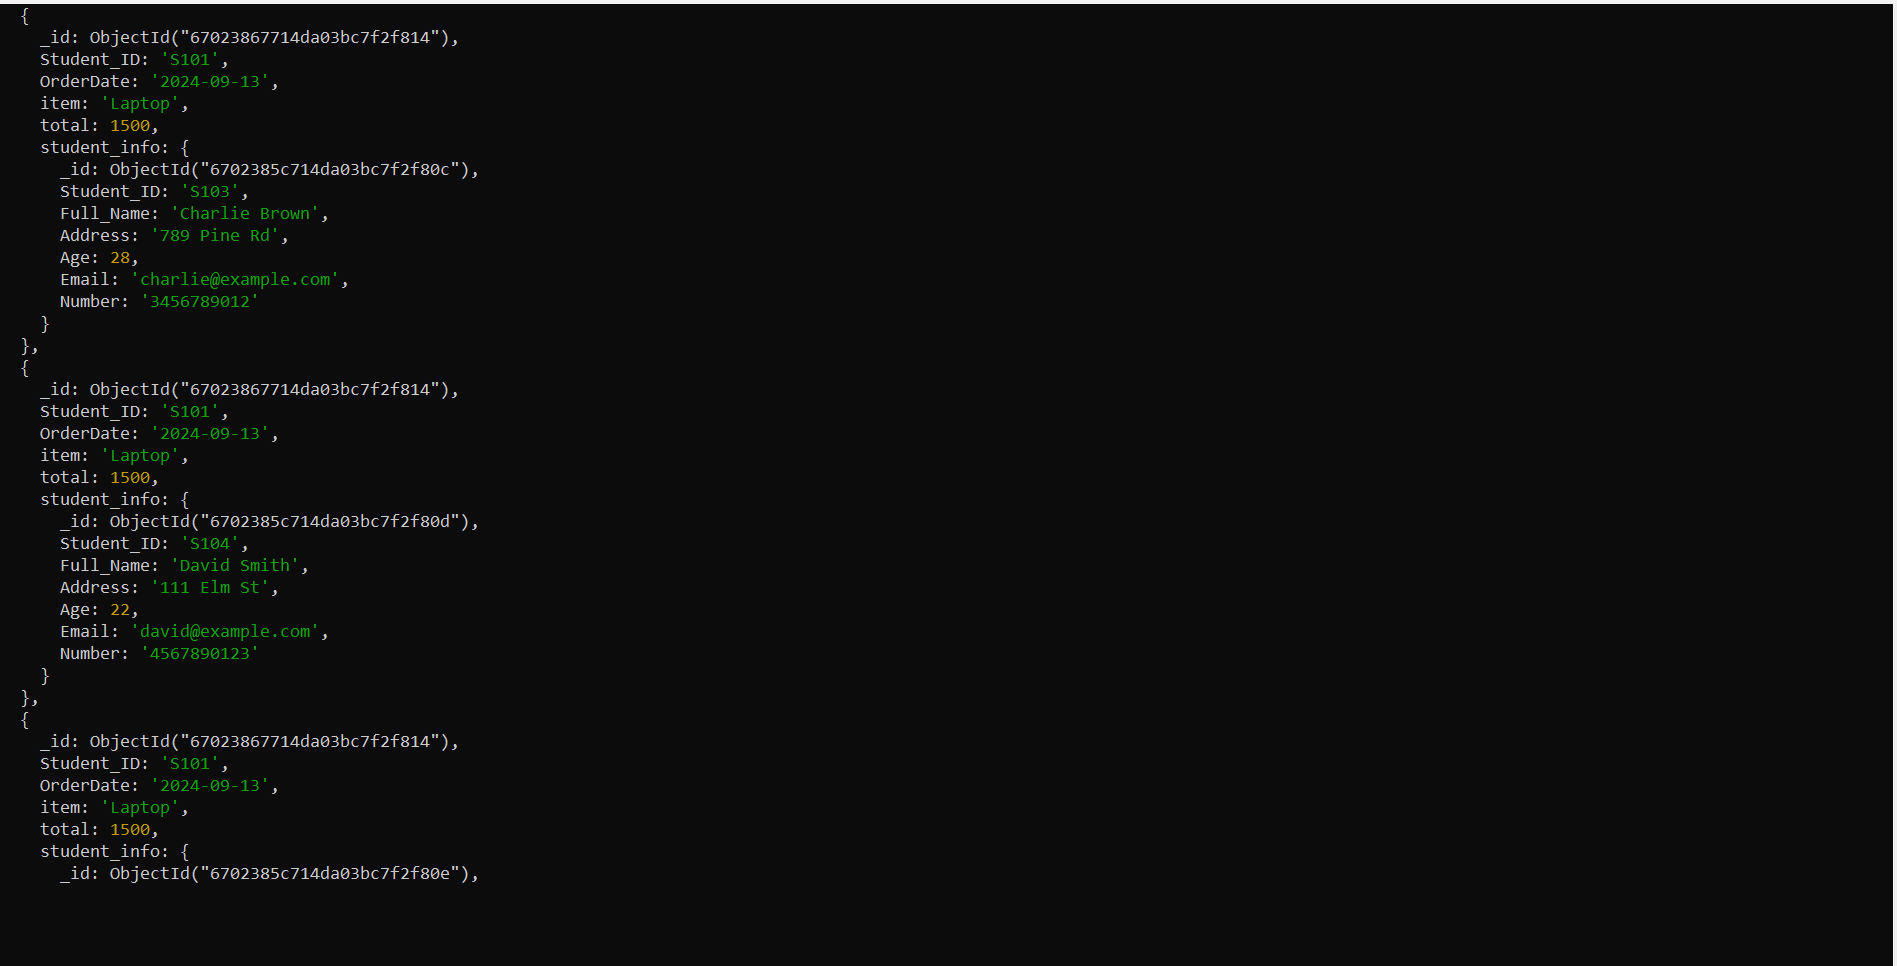 {
_id: ObjectId("67023867714da03bc7f2f814"),
Student_ID: 'S101',
OrderDate: '2024-09-13',
item: 'Laptop',
total: 1500,
student_info: {
_id: ObjectId("6702385c714da03bc7f2f80c"),
Student_ID: 'S103',
Full_Name: 'Charlie Brown',
Address: '789 Pine Rd',
Age: 28,
Email: 'charlie@example.com',
Number: '3456789012'
}
},
{
_id: ObjectId("67023867714da03bc7f2f814"),
Student_ID: 'S101',
OrderDate: '2024-09-13',
item: 'Laptop',
total: 1500,
student_info: {
_id: ObjectId("6702385c714da03bc7f2f80d"),
Student_ID: 'S104',
Full_Name: 'David Smith',
Address: '111 Elm St',
Age: 22,
Email: 'david@example.com',
Number: '4567890123'
}
},
{
_id: ObjectId("67023867714da03bc7f2f814"),
Student_ID: 'S101',
OrderDate: '2024-09-13',
item: 'Laptop',
total: 1500,
student_info: {
_id: ObjectId("6702385c714da03bc7f2f80e"),